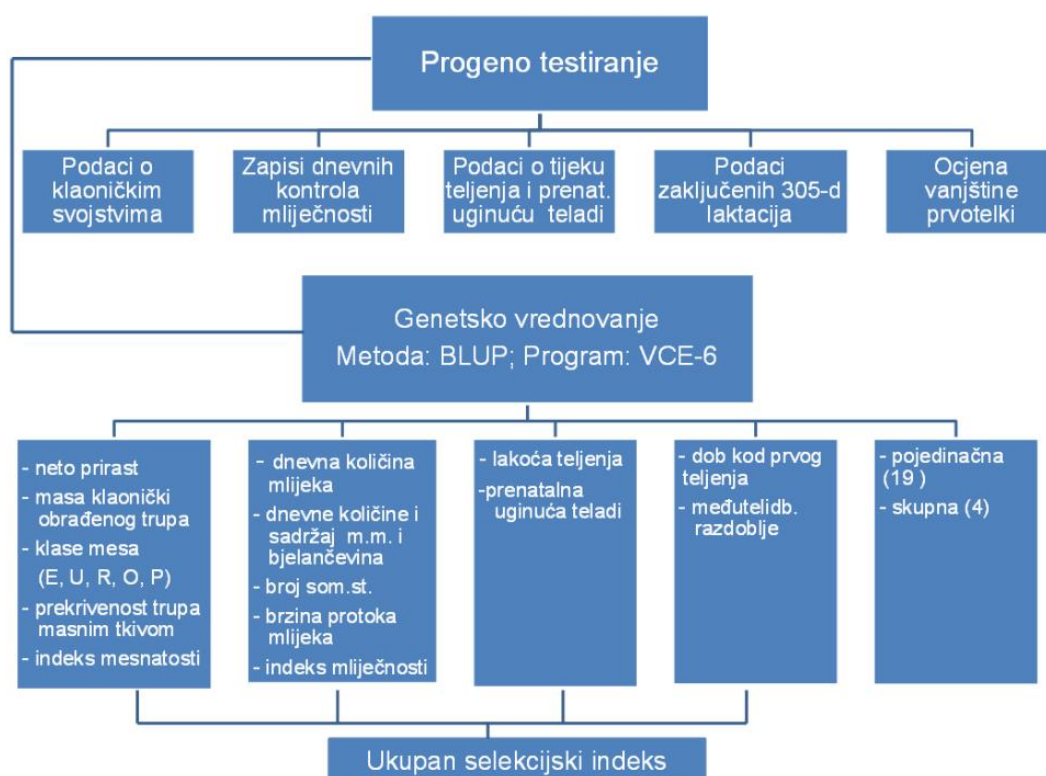 Progeno testiranje
Podaci o
klaoničkim
svojstvima
Zapisi dnevnih
kontrola
mliječnosti
Podaci o tijeku
teljenja i prenat.
uginuću teladi
Podaci
zaključenih 305-d
laktacija
Ocjena
vanjštine
prvotelki
Genetsko vrednovanje
Metoda: BLUP; Program: VCE-6
- neto prirast
- masa klaonički
obrađenog trupa
- klase mesa
(E, U, R, O, P)
- prekrivenost trupa
masnim tkivom
- indeks mesnatosti
- dnevna količina
mlijeka
- dnevne količine i
sadržaj m.m. i
bjelančevina
- broj som.st.
- brzina protoka
mlijeka
- indeks mliječnosti
- lakoća teljenja
-prenatalna
uginuća teladi
- dob kod prvog
teljenja
- međutelidb.
razdoblje
- pojedinačna
(19 )
- skupna (4)
Ukupan selekcijski indeks